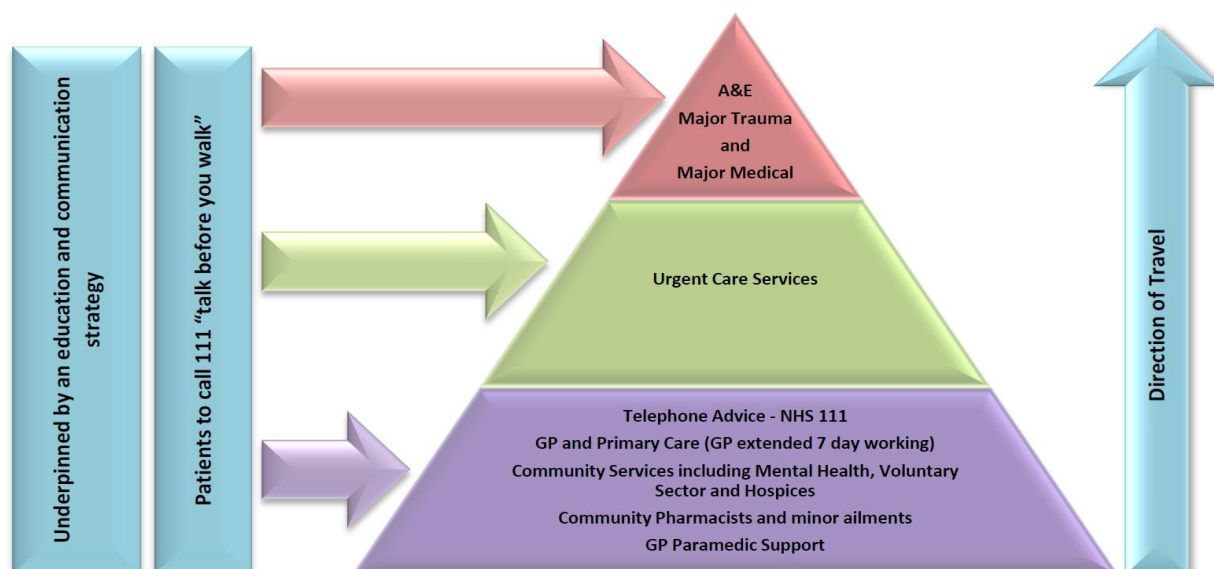 Underpinned by an education and communication
strategy
Patients to call 111 “talk before you walk”
A&E
Major Trauma
and
Major Medical
Urgent Care Services
Telephone Advice - NHS 111
GP and Primary Care (GP extended 7 day working)
Community Services including Mental Health, Voluntary
Sector and Hospices
Community Pharmacists and minor ailments
GP Paramedic Support
Direction of Travel